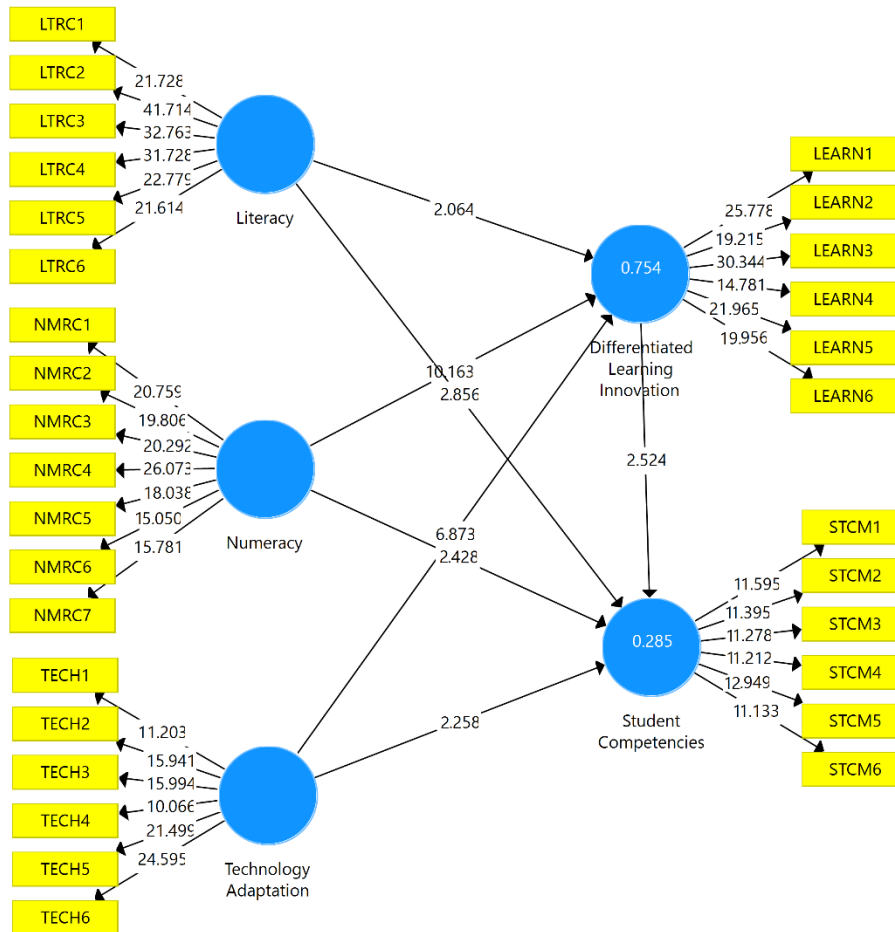 LTRC1
LTRC2
LTRC3
LTRC4
LTRC5
LTRC6
21.728
41.714
32.763
31.728
22.779
21.614
Literacy
NMRC1
NMRC2
NMRC3
NMRC4
NMRC5
NMRC6
NMRC7
20.759
19.806
20.292
26.073
18.038
15.050
15.781
Numeracy
TECH1
TECH2
TECH3
TECH4
TECH5
TECH6
11.203
15.941
15.994
10.066
21.499
24.595
Technology
Adaptation
2.064
10.163
2.856
6.873
2.428
2.258
0.754
Differentiated
Learning
Innovation
2.524
0.285
Student
Competencies
25.778
19.215
30.344
14.781
21.965
19.956
LEARN1
LEARN2
LEARN3
LEARN4
LEARN5
LEARN6
11.595
11.395
11.278
11.212
12.949
11.133
STCM1
STCM2
STCM3
STCM4
STCM5
STCM6